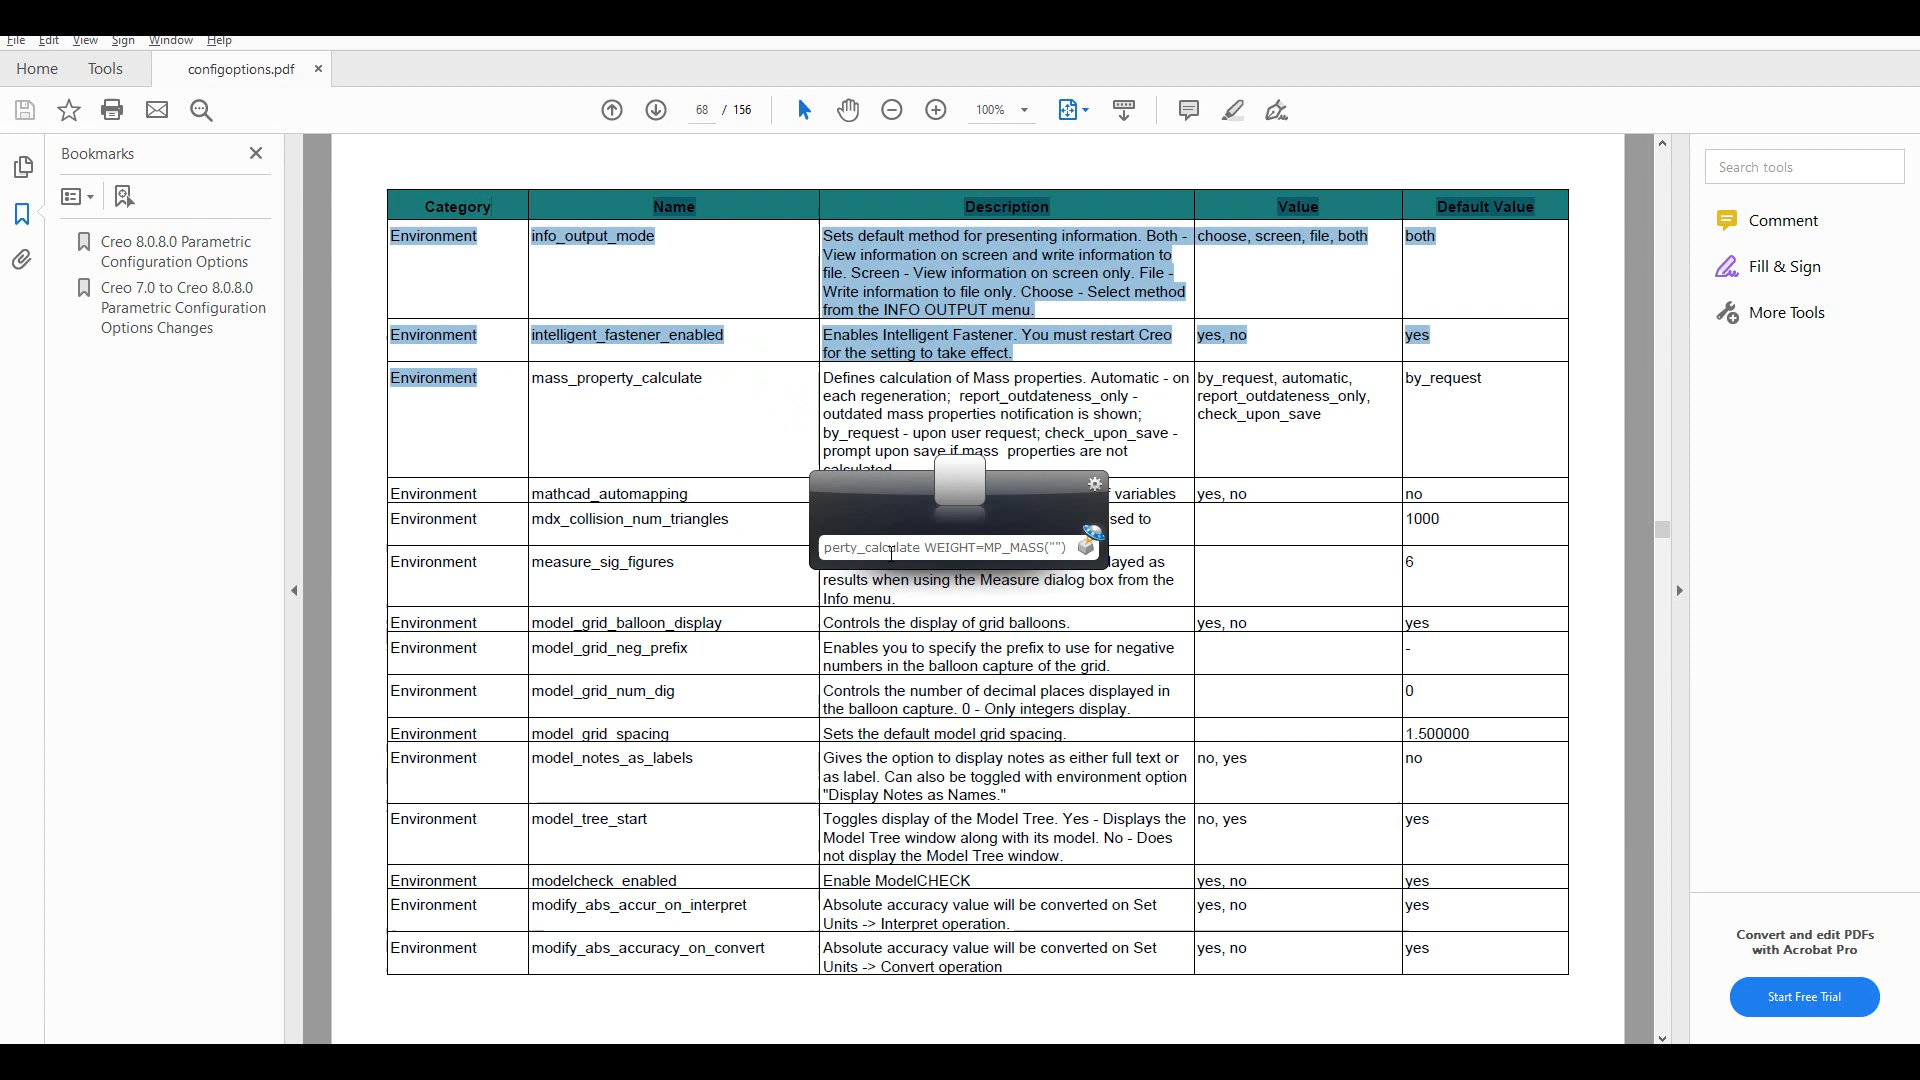 File Edit View Sign Window Help
Home Tools configoptions.pdf
68 / 156 100%
Bookmarks
Creo 8.0.8.0 Parametric
Configuration Options
Creo 7.0 to Creo 8.0.8.0
Parametric Configuration
Options Changes
Category Name Description Value Default Value
Environment info_output_mode Sets default method for presenting information. Both - choose, screen, file, both both
View information on screen and write information to
file. Screen - View information on screen only. File -
Write information to file only. Choose - Select method
from the INFO OUTPUT menu.
Environment intelligent_fastener_enabled Enables Intelligent Fastener. You must restart Creo yes, no yes
for the setting to take effect.
Environment mass_property_calculate Defines calculation of Mass properties. Automatic - on by_request, automatic, by_request
each regeneration; report_outdateness_only - report_outdateness_only,
outdated mass properties notification is shown; check_upon_save
by_request - upon user request; check_upon_save -
prompt upon save if mass properties are not
calculated
Environment mathcad_automapping variables yes, no no
Environment mdx_collision_num_triangles sed to 1000
perty_calculate WEIGHT=MP_MASS("")
Environment measure_sig_figures layed as 6
results when using the Measure dialog box from the
Info menu.
Environment model_grid_balloon_display Controls the display of grid balloons. yes, no yes
Environment model_grid_neg_prefix Enables you to specify the prefix to use for negative -
numbers in the balloon capture of the grid.
Environment model_grid_num_dig Controls the number of decimal places displayed in 0
the balloon capture. 0 - Only integers display.
Environment model_grid_spacing Sets the default model grid spacing. 1.500000
Environment model_notes_as_labels Gives the option to display notes as either full text or no, yes no
as label. Can also be toggled with environment option
"Display Notes as Names."
Environment model_tree_start Toggles display of the Model Tree. Yes - Displays the no, yes yes
Model Tree window along with its model. No - Does
not display the Model Tree window.
Environment modelcheck_enabled Enable ModelCHECK yes, no yes
Environment modify_abs_accur_on_interpret Absolute accuracy value will be converted on Set yes, no yes
Units -> Interpret operation.
Environment modify_abs_accuracy_on_convert Absolute accuracy value will be converted on Set yes, no yes
Units -> Convert operation
Search tools
Comment
Fill & Sign
More Tools
Convert and edit PDFs
with Acrobat Pro
Start Free Trial